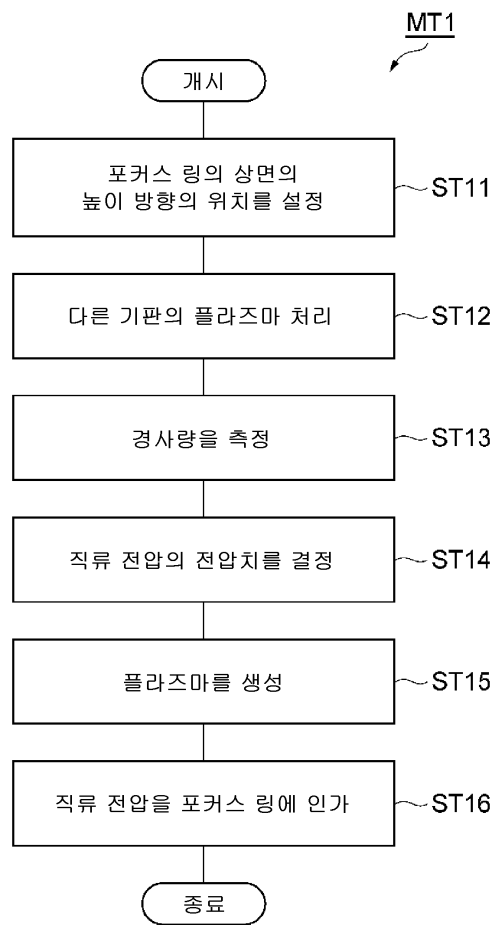 MT1
개시
포커스 링의 상면의
높이 방향의 위치를 설정
ST11
다른 기판의 플라즈마 처리
ST12
경사량을 측정
ST13
직류 전압의 전압치를 결정
ST14
플라즈마를 생성
ST15
직류 전압을 포커스 링에 인가
ST16
종료